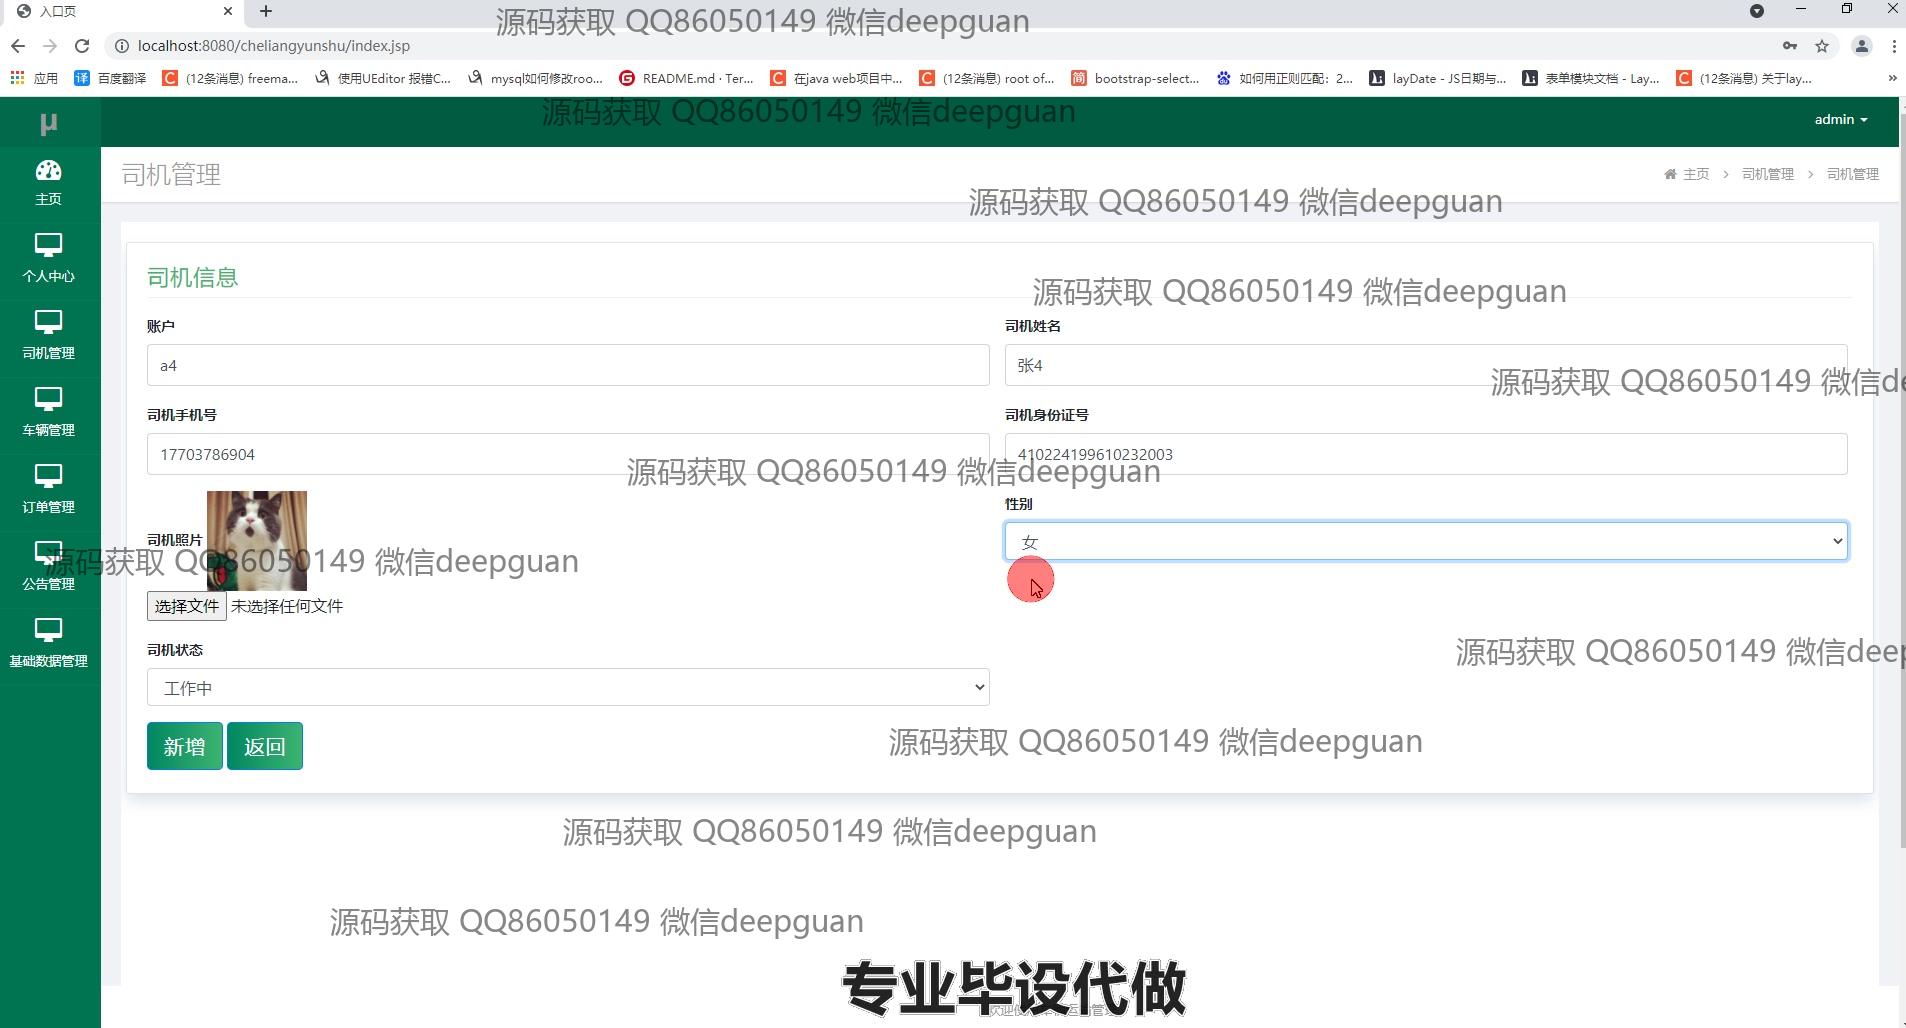 入口页
源码获取 QQ86050149 微信deepguan
localhost:8080/cheliangyunshu/index.jsp
应用 百度翻译 (12条消息) freema... 使用UEditor 报错C... mysql如何修改roo... README.md · Ter... 在java web项目中... (12条消息) root of... bootstrap-select... 如何用正则匹配：2... layDate - JS日期与... 表单模块文档 - Lay... (12条消息) 关于lay...
源码获取 QQ86050149 微信deepguan
μ
admin
主页
个人中心
司机管理
车辆管理
订单管理
公告管理
基础数据管理
司机管理
主页 > 司机管理 > 司机管理
源码获取 QQ86050149 微信deepguan
司机信息
源码获取 QQ86050149 微信deepguan
账户
司机姓名
a4
张4
源码获取 QQ86050149 微信de
司机手机号
司机身份证号
17703786904
410224199610232003
源码获取 QQ86050149 微信deepguan
性别
司机照片
女
源码获取 QQ86050149 微信deepguan
选择文件 未选择任何文件
司机状态
源码获取 QQ86050149 微信deep
工作中
新增 返回
源码获取 QQ86050149 微信deepguan
源码获取 QQ86050149 微信deepguan
源码获取 QQ86050149 微信deepguan
专业毕设代做